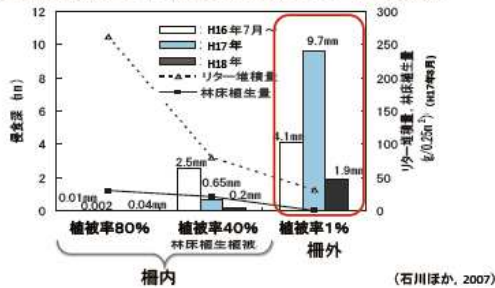 12
10
8
6
4
2
0
侵食深（mm）
：H16年7月～
：H17年
：H18年
リター堆積量
林床植生量
9.7mm
4.1mm
2.5mm
1.9mm
0.65mm
0.2mm
0.01mm
0.002
0.04mm
300
250
200
150
100
50
0
リター堆積量，林床植生量
(g/0.25m²)（H17年8月）
植被率80% 植被率40% 植被率1%
林床植生植被
柵内 柵外
（石川ほか, 2007）